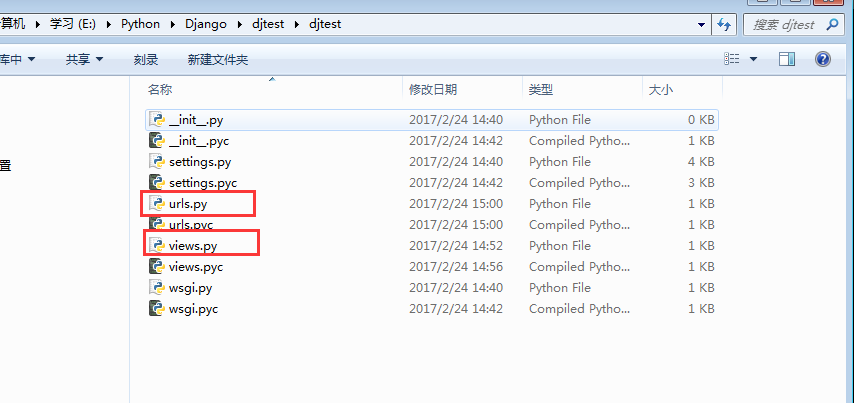 算机 ▸ 学习 (E:) ▸ Python ▸ Django ▸ djtest ▸ djtest
搜索 djtest
库中 共享 刻录 新建文件夹
名称 修改日期 类型 大小
__init__.py 2017/2/24 14:40 Python File 0 KB
__init__.pyc 2017/2/24 14:42 Compiled Pytho... 1 KB
settings.py 2017/2/24 14:40 Python File 4 KB
置
settings.pyc 2017/2/24 14:42 Compiled Pytho... 3 KB
urls.py 2017/2/24 15:00 Python File 1 KB
urls.pyc 2017/2/24 15:00 Compiled Pytho... 1 KB
views.py 2017/2/24 14:52 Python File 1 KB
views.pyc 2017/2/24 14:56 Compiled Pytho... 1 KB
wsgi.py 2017/2/24 14:40 Python File 1 KB
wsgi.pyc 2017/2/24 14:42 Compiled Pytho... 1 KB